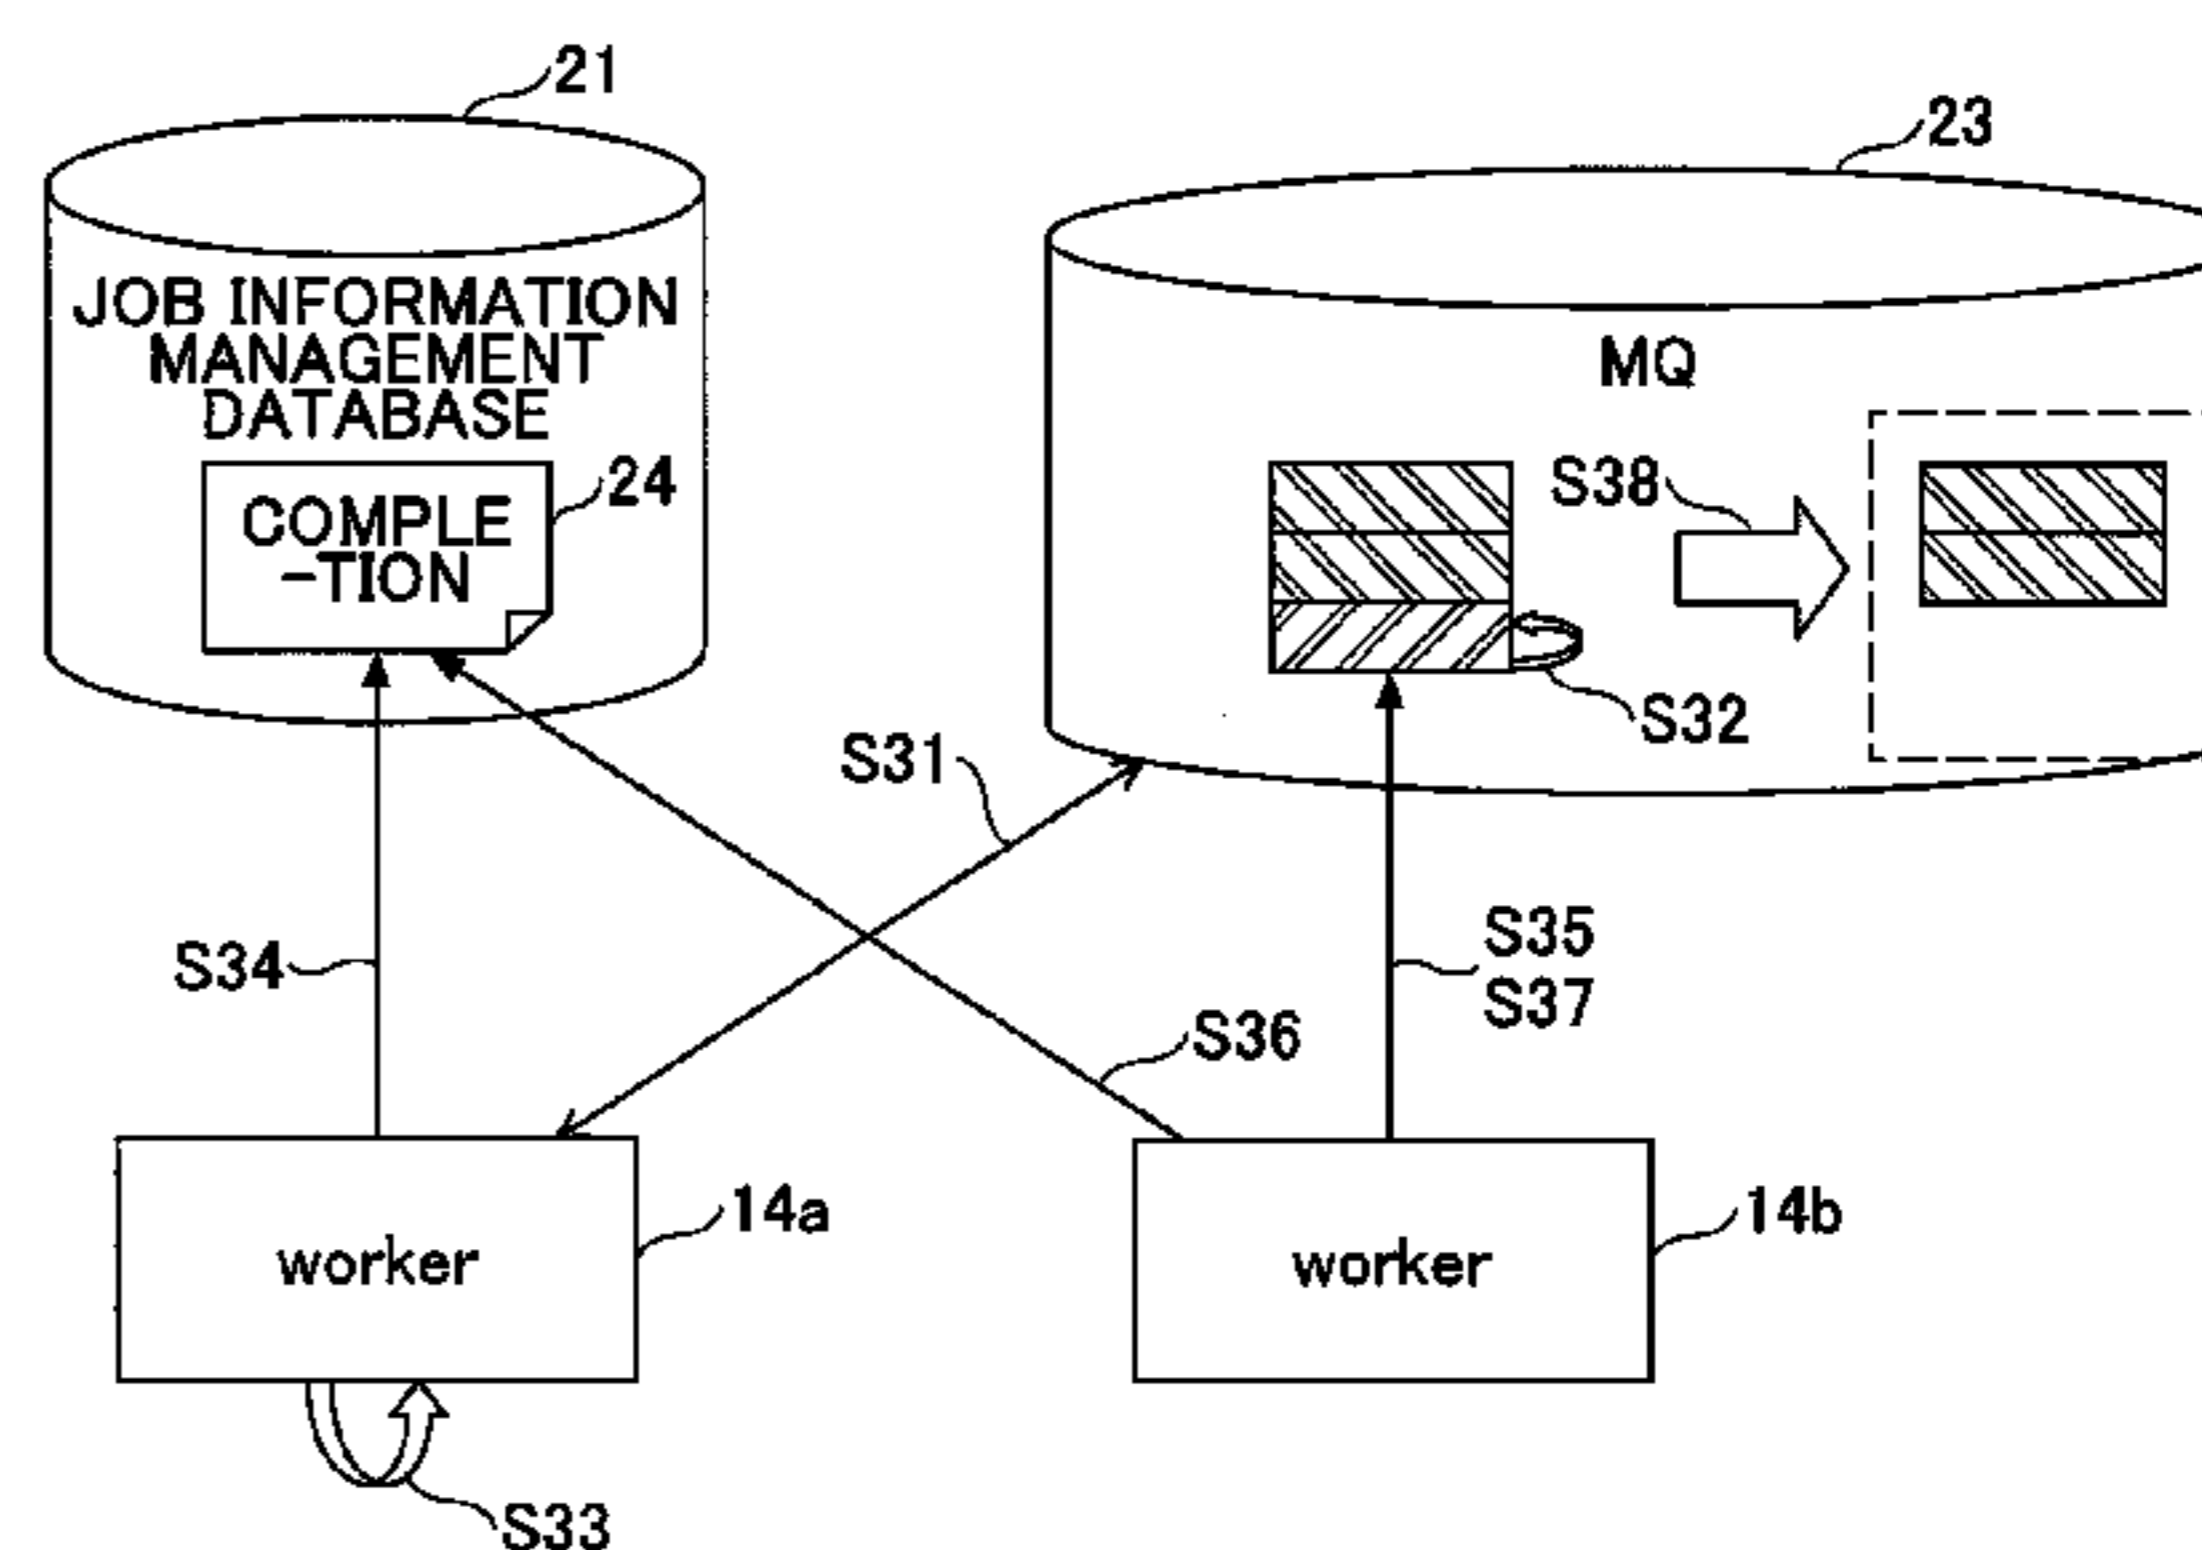 21
23
JOB INFORMATION
MANAGEMENT
DATABASE
MQ
24
COMPLE
-TION
S38
S32
S31
S34
S35
S37
S36
14a
14b
worker
worker
S33